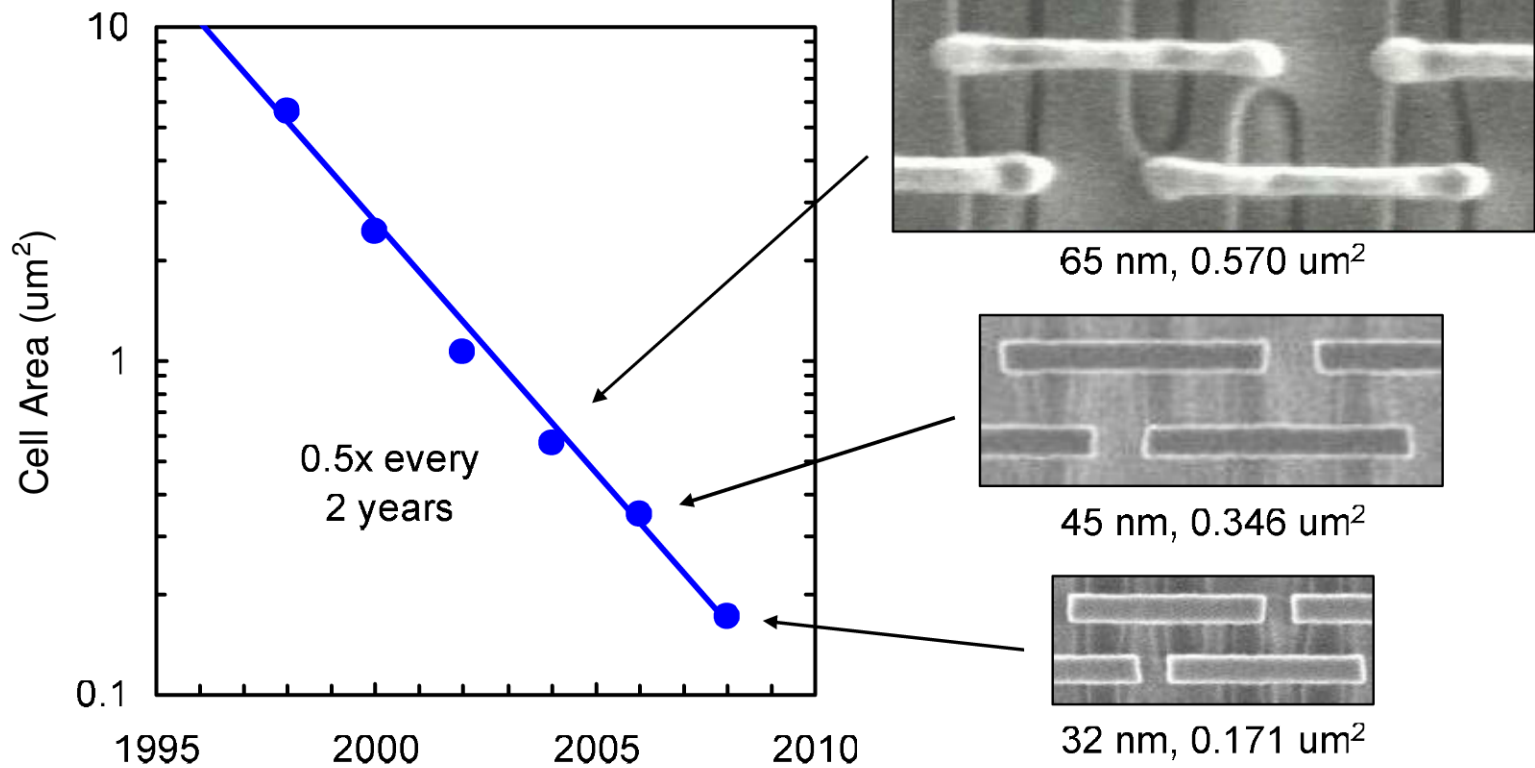 10
1
0.1
Cell Area (um²)
0.5x every
2 years
1995 2000 2005 2010
65 nm, 0.570 um²
45 nm, 0.346 um²
32 nm, 0.171 um²